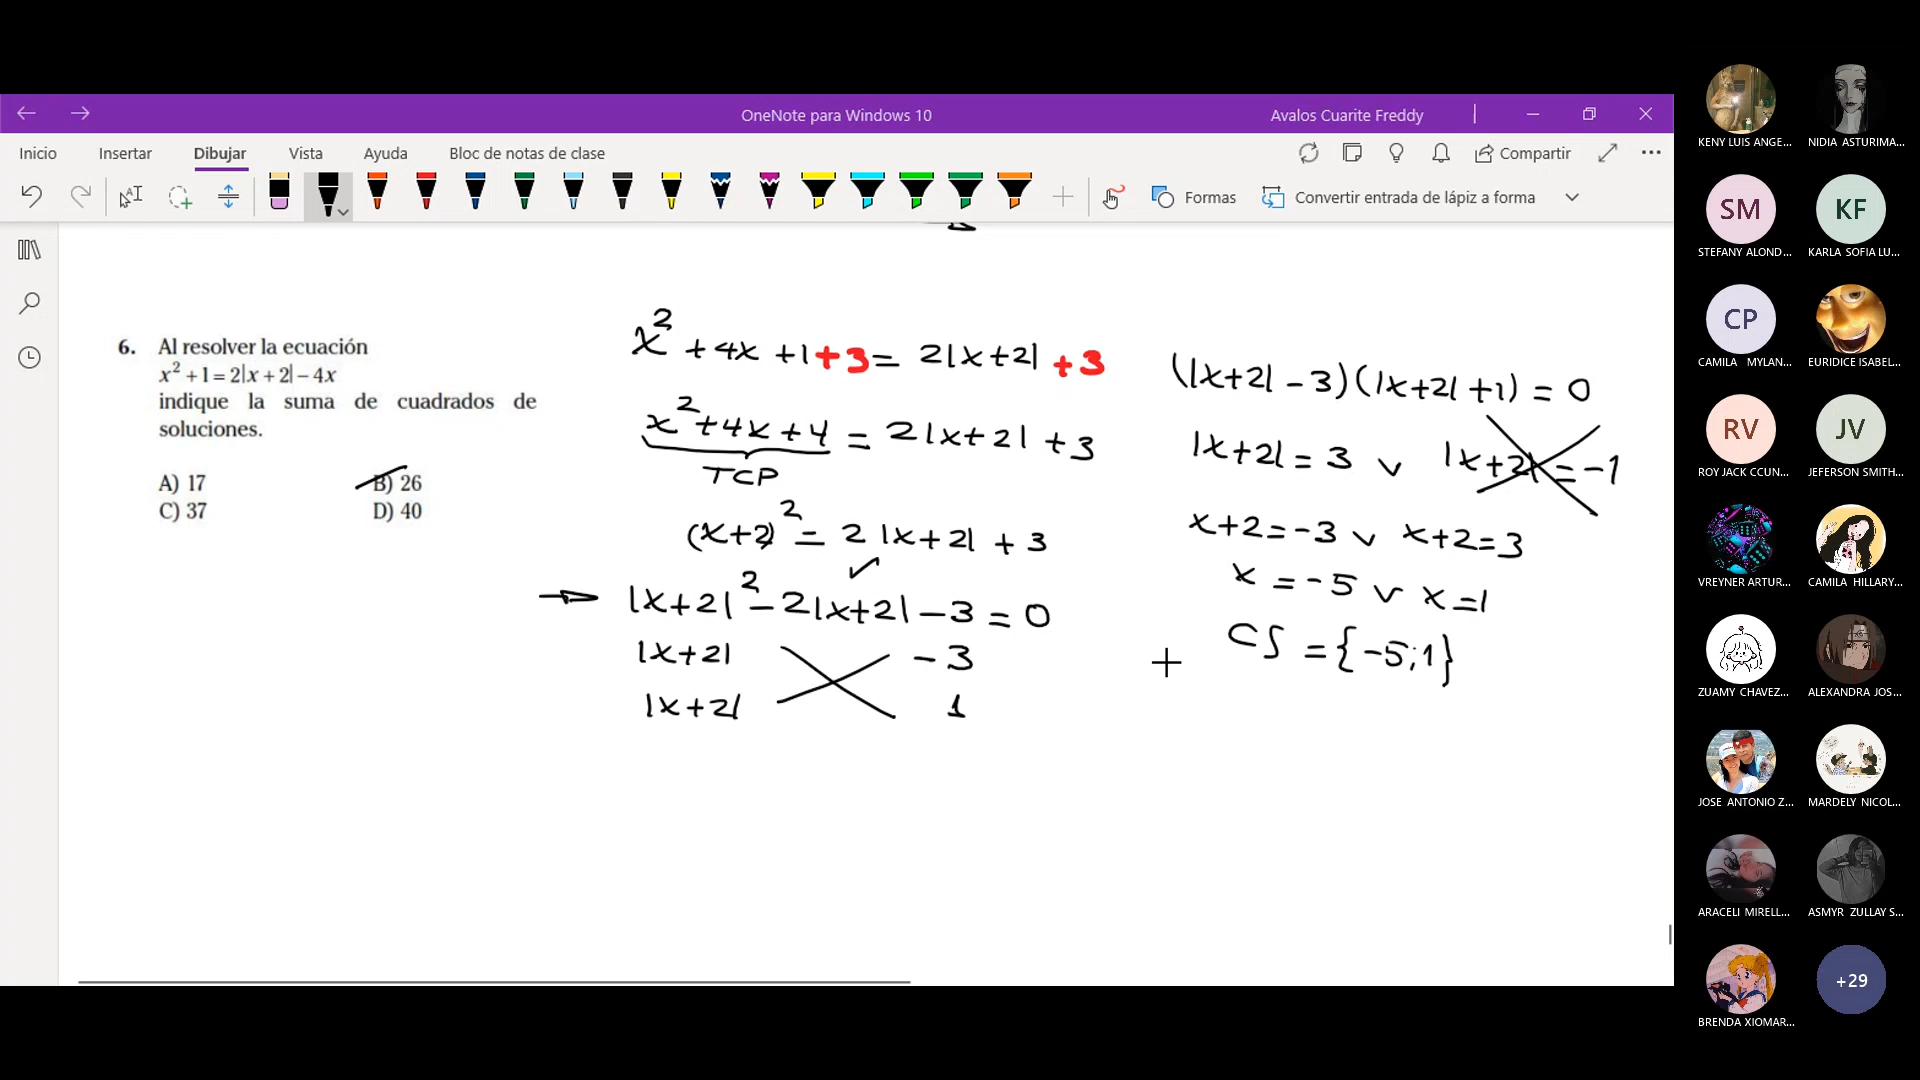 OneNote para Windows 10
Avalos Cuarite Freddy
Inicio Insertar Dibujar Vista Ayuda Bloc de notas de clase
Compartir
Formas Convertir entrada de lápiz a forma
6. Al resolver la ecuación
x² + 1 = 2|x + 2| − 4x
indique la suma de cuadrados de
soluciones.
A) 17 B) 26
C) 37 D) 40
x² + 4x + 1 + 3 = 2|x+2| + 3
x² + 4x + 4 = 2|x+2| + 3
TCP
(x+2)² = 2|x+2| + 3
|x+2|² − 2|x+2| − 3 = 0
|x+2| − 3
|x+2| 1
(|x+2| − 3)(|x+2| + 1) = 0
|x+2| = 3 ∨ |x+2| = −1
x+2 = −3 ∨ x+2 = 3
x = −5 ∨ x = 1
CS = {−5;1}
KENY LUIS ANGE... NIDIA ASTURIMA...
SM KF
STEFANY ALOND... KARLA SOFIA LU...
CP
CAMILA MYLAN... EURIDICE ISABEL...
RV JV
ROY JACK CCUN... JEFERSON SMITH...
VREYNER ARTUR... CAMILA HILLARY...
ZUAMY CHAVEZ... ALEXANDRA JOS...
JOSE ANTONIO Z... MARDELY NICOL...
ARACELI MIRELL... ASMYR ZULLAY S...
+29
BRENDA XIOMAR...